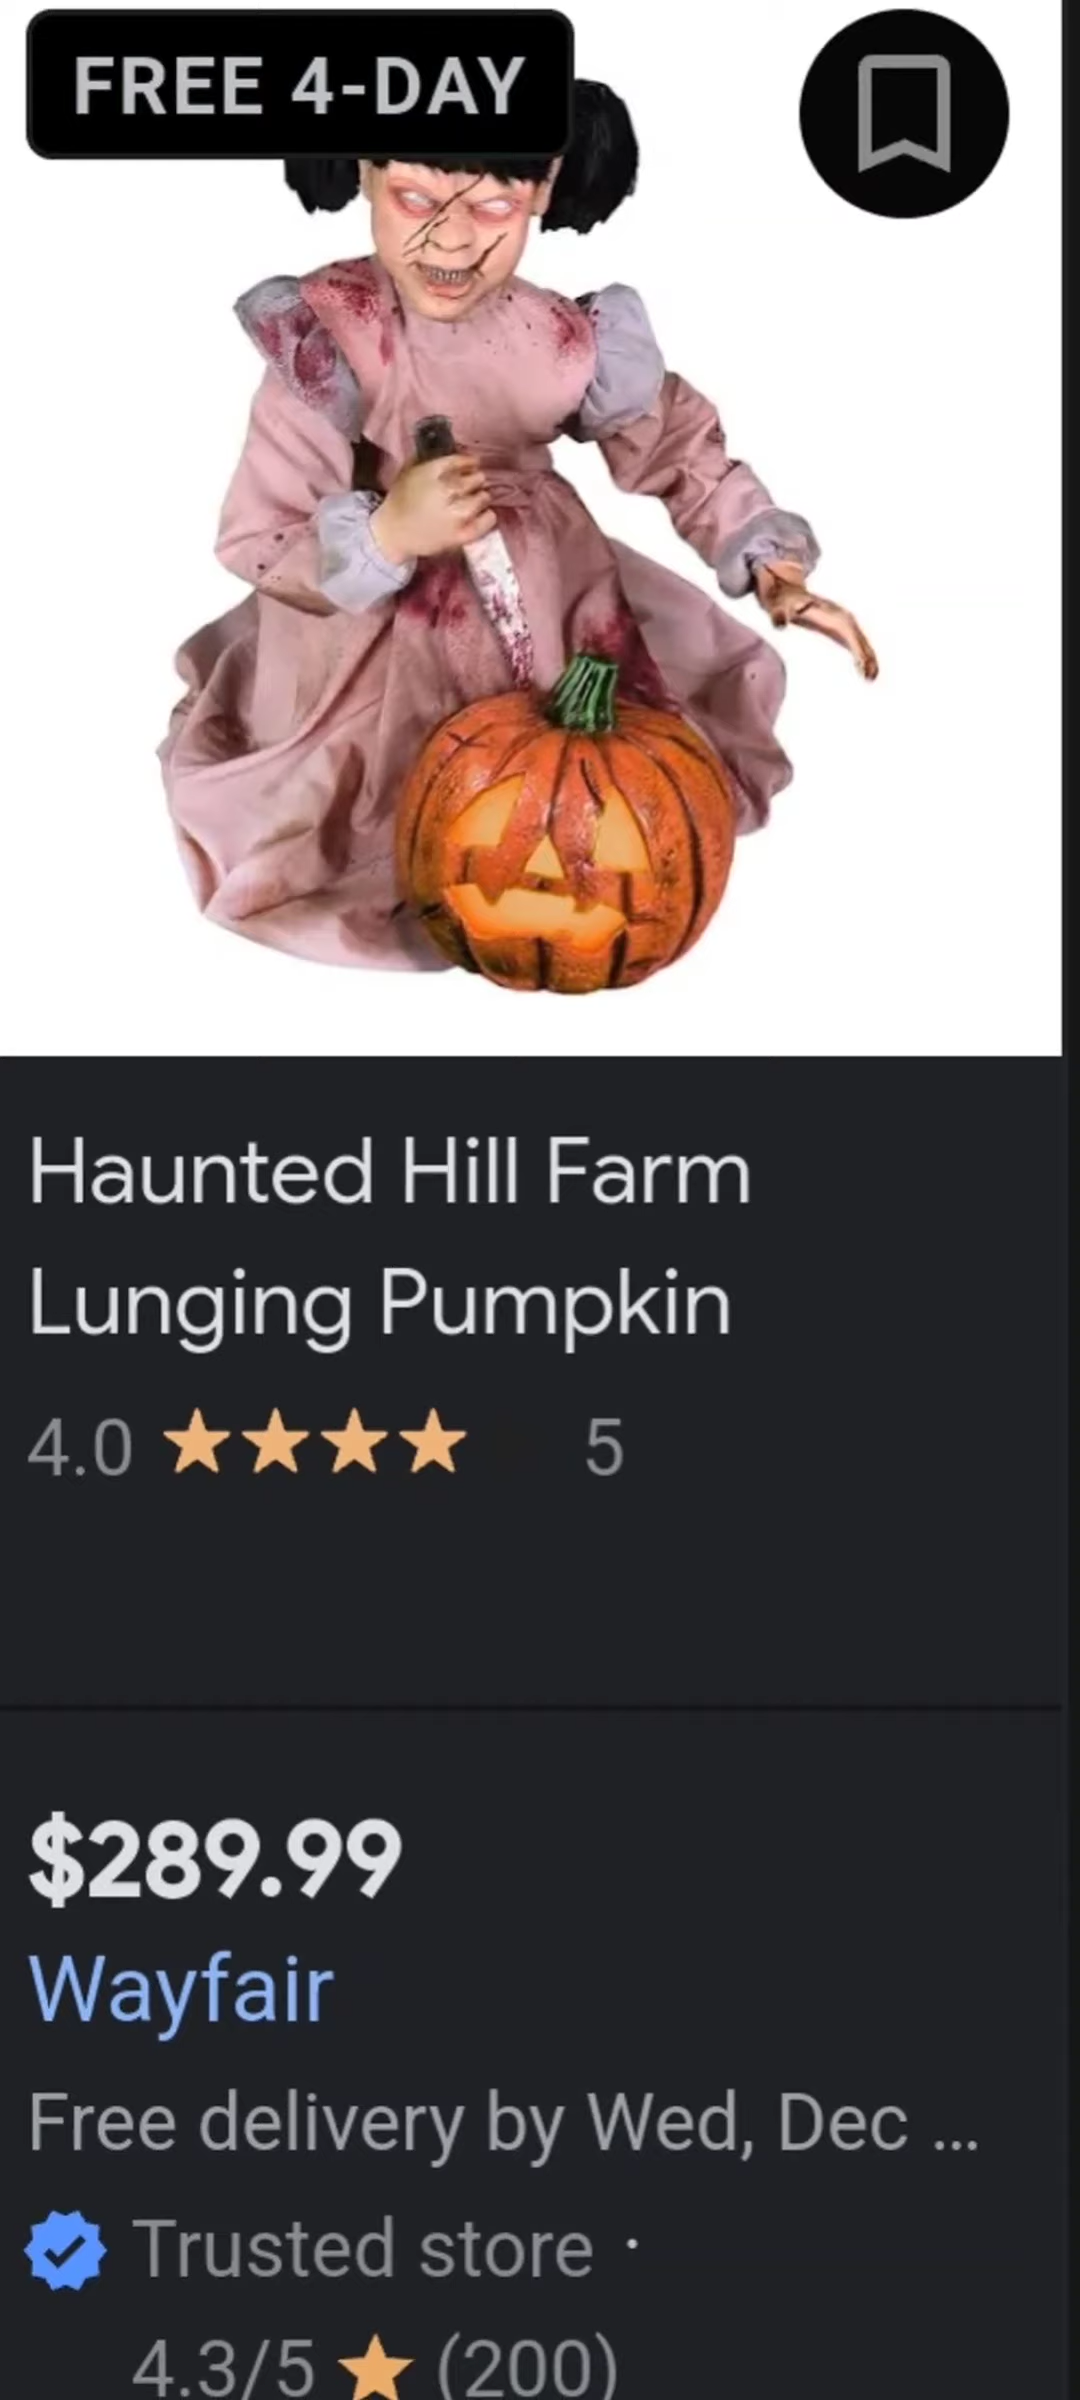 FREE 4-DAY
Haunted Hill Farm
Lunging Pumpkin
4.0 ★★★★ 5
$289.99
Wayfair
Free delivery by Wed, Dec ...
Trusted store ·
4.3/5 ★ (200)